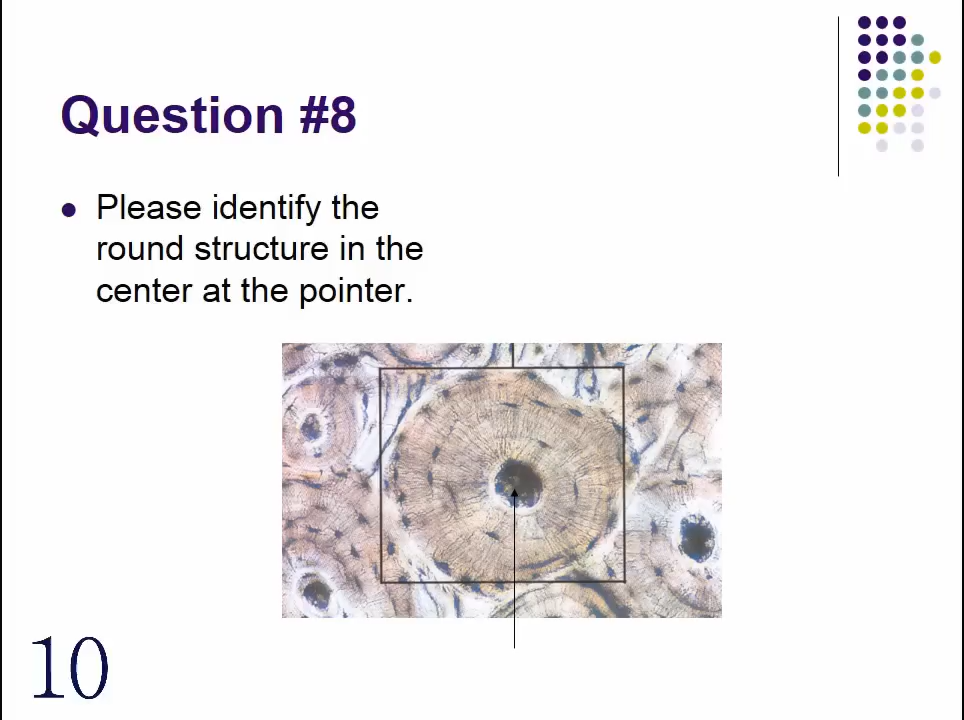 Question #8
Please identify the
round structure in the
center at the pointer.
10